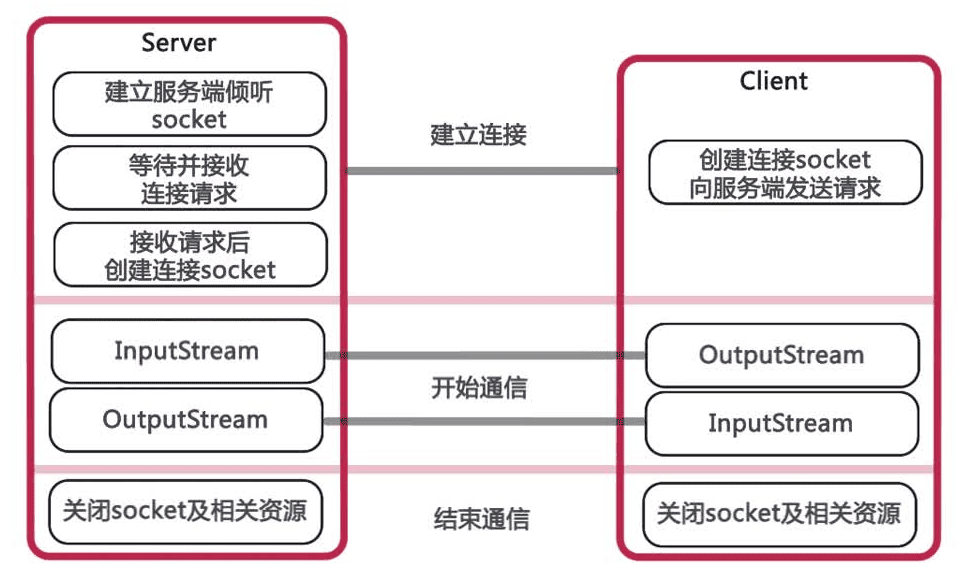 Server
建立服务端倾听
socket
等待并接收
连接请求
接收请求后
创建连接socket
建立连接
Client
创建连接socket
向服务端发送请求
InputStream
OutputStream
开始通信
OutputStream
InputStream
关闭socket及相关资源
结束通信
关闭socket及相关资源